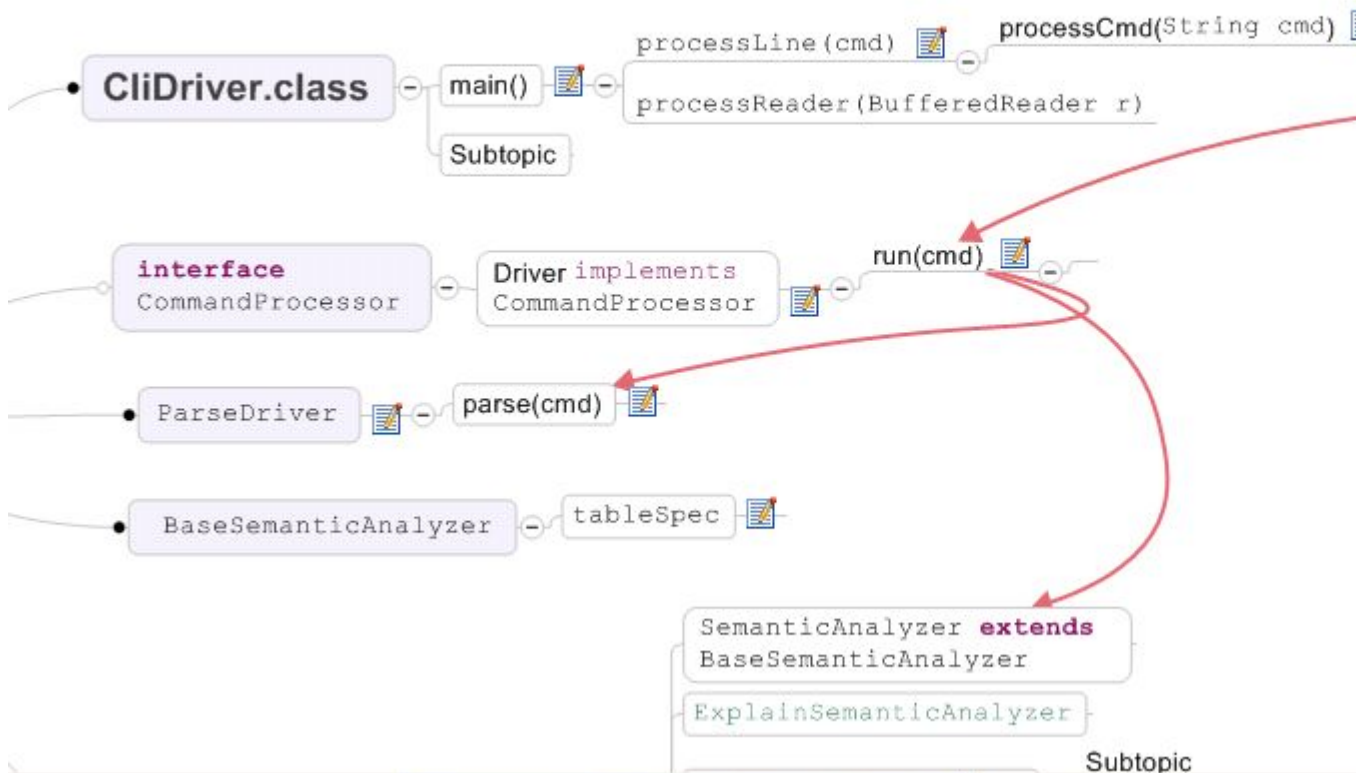 processLine(cmd)
processCmd(String cmd)
CliDriver.class
main()
processReader(BufferedReader r)
Subtopic
interface
CommandProcessor
Driver implements
CommandProcessor
run(cmd)
ParseDriver
parse(cmd)
BaseSemanticAnalyzer
tableSpec
SemanticAnalyzer extends
BaseSemanticAnalyzer
ExplainSemanticAnalyzer
Subtopic